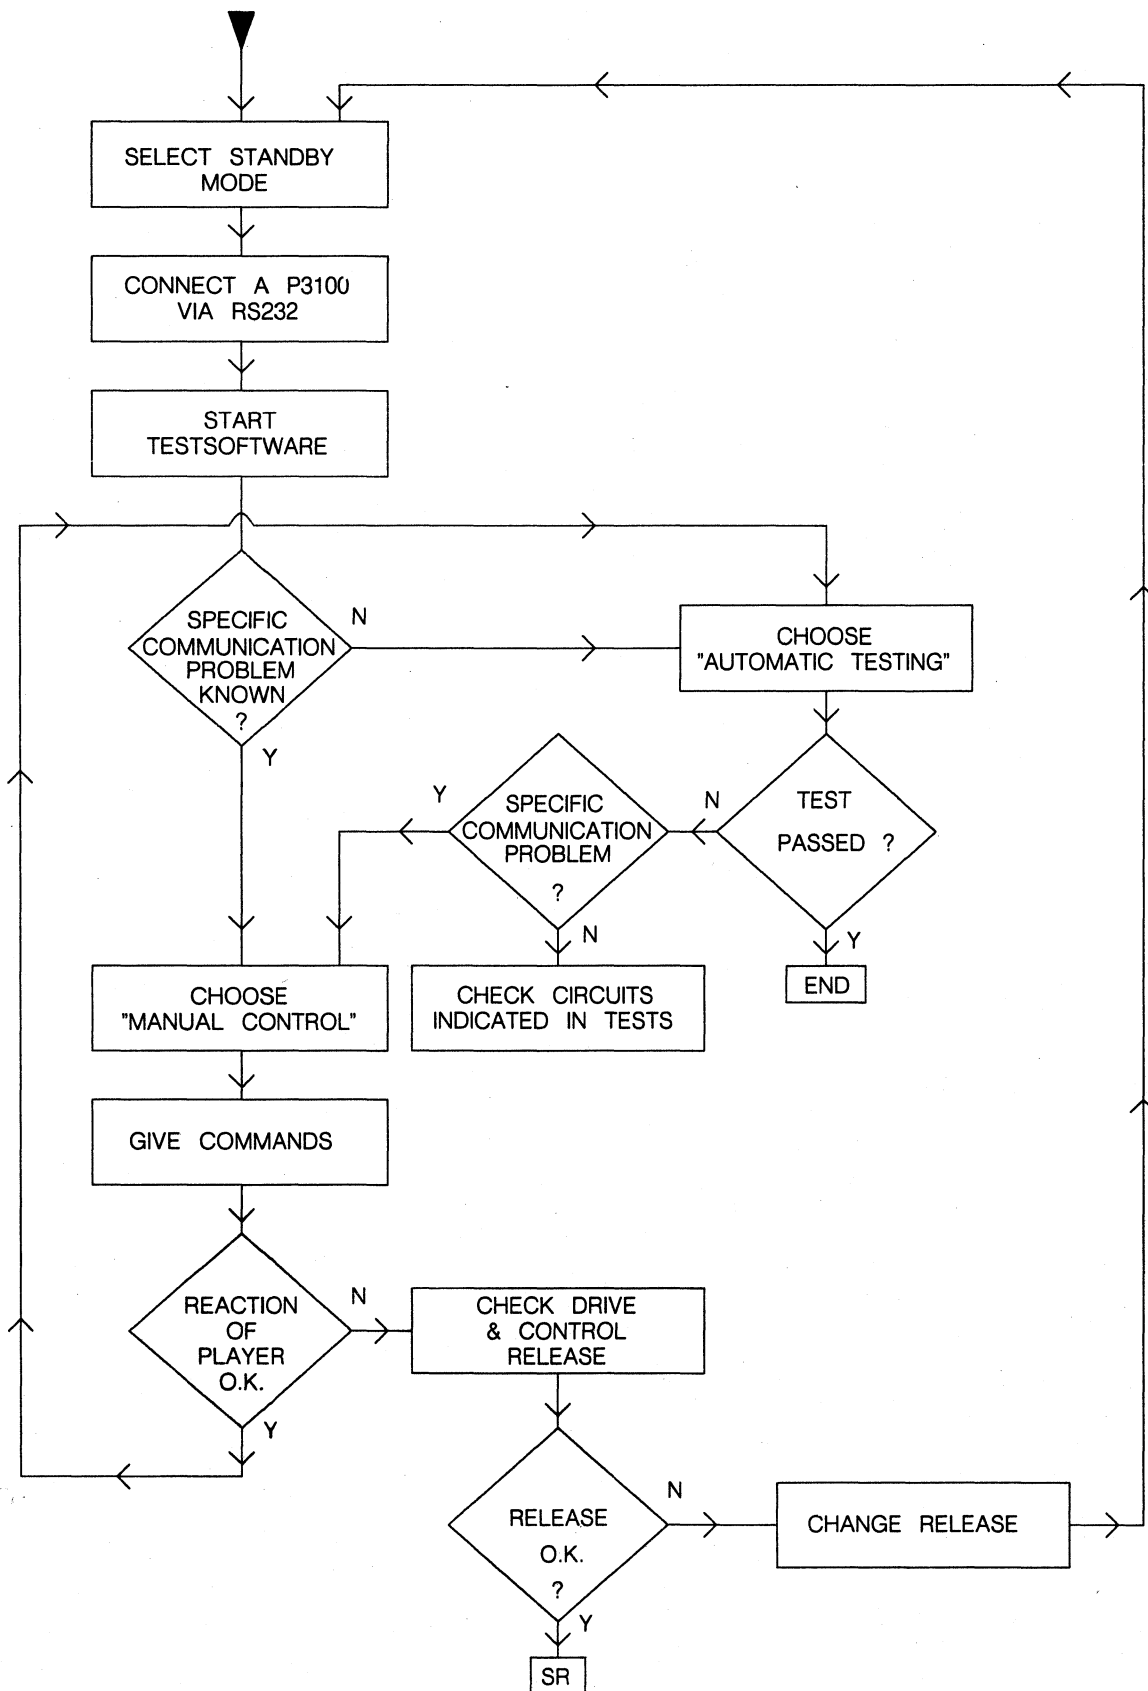 SELECT STANDBY
MODE
CONNECT A P3100
VIA RS232
START
TESTSOFTWARE
SPECIFIC
COMMUNICATION
PROBLEM
KNOWN
?
N
Y
CHOOSE
"AUTOMATIC TESTING"
TEST
PASSED ?
N
Y
END
SPECIFIC
COMMUNICATION
PROBLEM
?
Y
N
CHECK CIRCUITS
INDICATED IN TESTS
CHOOSE
"MANUAL CONTROL"
GIVE COMMANDS
REACTION
OF
PLAYER
O.K.
N
Y
CHECK DRIVE
& CONTROL
RELEASE
RELEASE
O.K.
?
N
Y
CHANGE RELEASE
SR